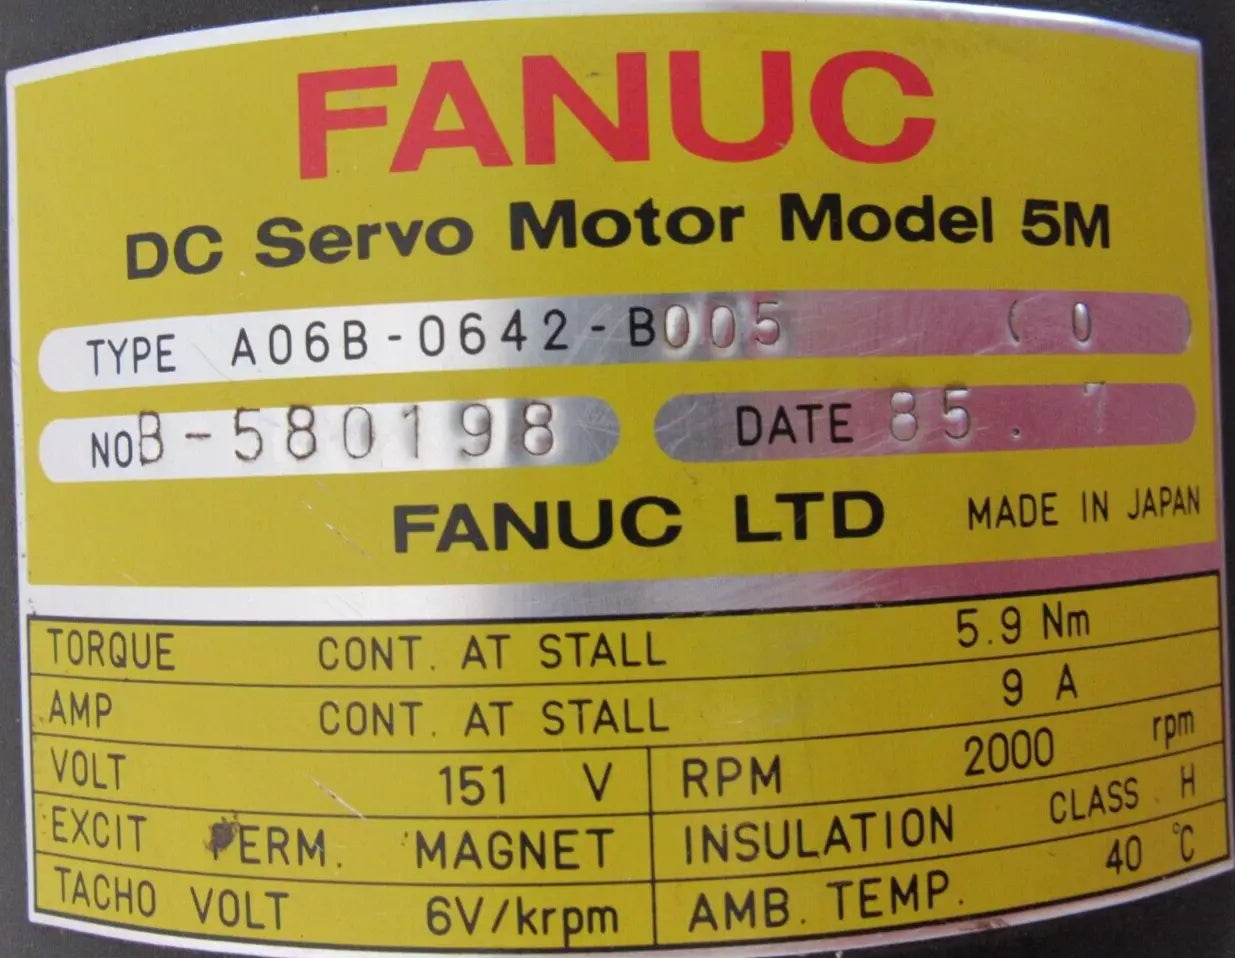 FANUC
DC Servo Motor Model 5M
TYPE A06B-0642-B005 ( 0
NO B-580198 DATE 85. 7
FANUC LTD MADE IN JAPAN
TORQUE CONT. AT STALL 5.9 Nm
AMP CONT. AT STALL 9 A
VOLT 151 V RPM 2000 rpm
EXCIT PERM. MAGNET INSULATION CLASS H
TACHO VOLT 6V/krpm AMB. TEMP. 40 °C